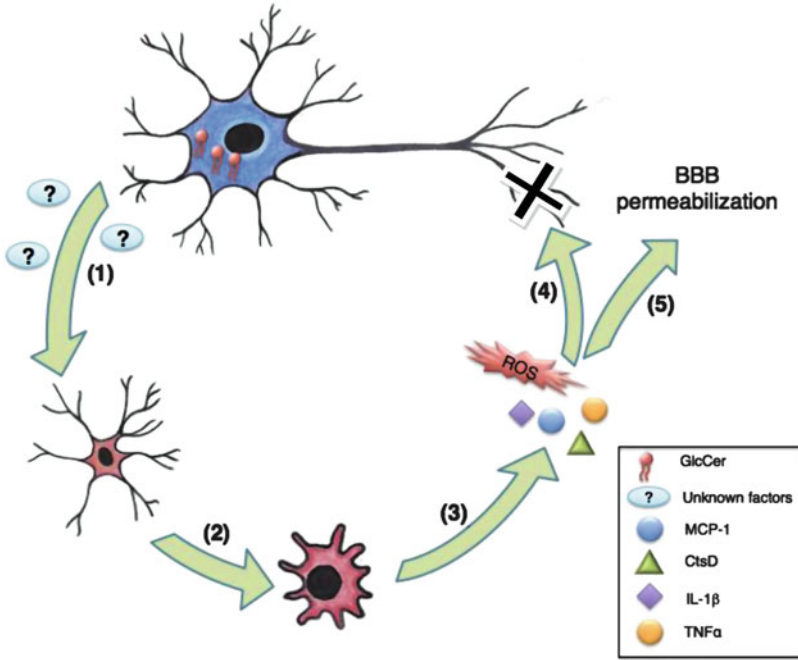 ?
?
?
(1)
BBB
permeabilization
(4)
(5)
ROS
(2)
(3)
GlcCer
? Unknown factors
MCP-1
CtsD
IL-1β
TNFα